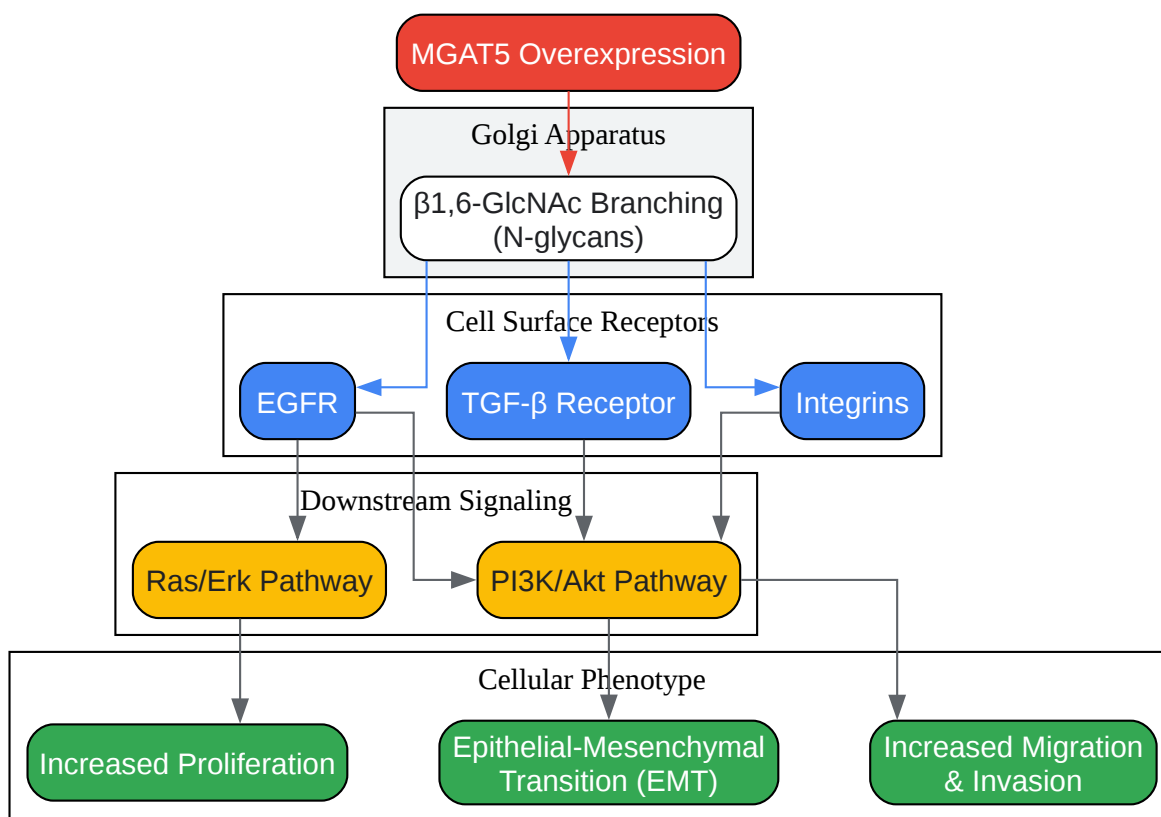 MGAT5 Overexpression
Golgi Apparatus
β1,6-GlcNAc Branching
(N-glycans)
Cell Surface Receptors
EGFR
TGF-β Receptor
Integrins
Downstream Signaling
Ras/Erk Pathway
PI3K/Akt Pathway
Cellular Phenotype
Increased Proliferation
Epithelial-Mesenchymal
Transition (EMT)
Increased Migration
& Invasion